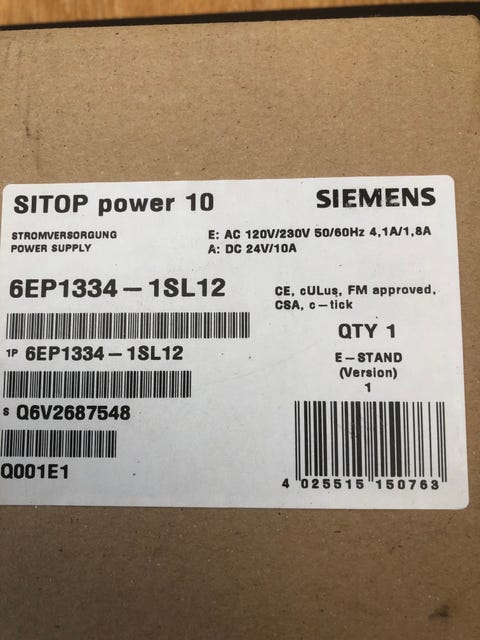 SITOP power 10
SIEMENS
STROMVERSORGUNG
POWER SUPPLY
E: AC 120V/230V 50/60Hz 4,1A/1,8A
A: DC 24V/10A
6EP1334-1SL12
CE, cULus, FM approved,
CSA, c-tick
QTY 1
1P 6EP1334-1SL12
E-STAND
(Version)
1
S Q6V2687548
Q001E1
4 025515 150763